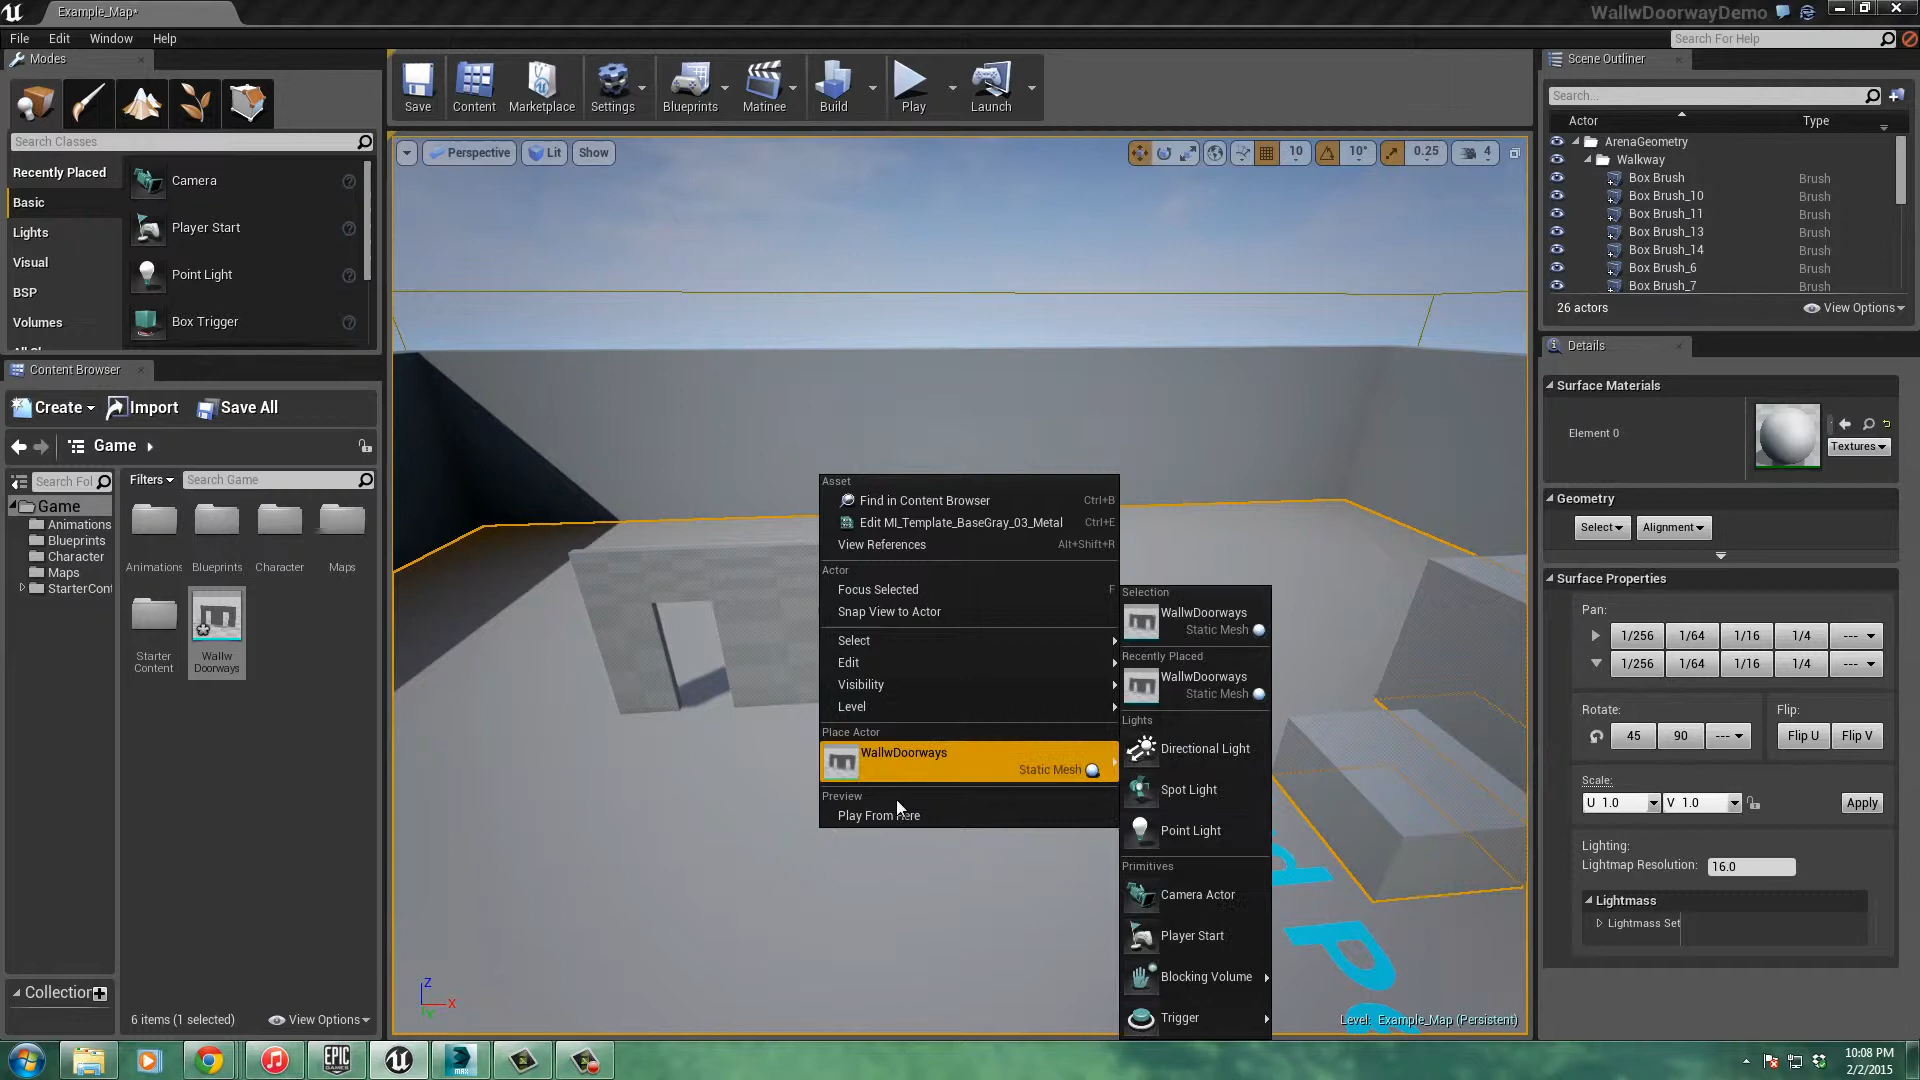 Example_Map*
WallwDoorwayDemo
File Edit Window Help
Search For Help
Modes
Search Classes
Recently Placed
Basic
Lights
Visual
BSP
Volumes
Camera
Player Start
Point Light
Box Trigger
Content Browser
Create Import Save All
Game
Search Fol
Game
Animations
Blueprints
Character
Maps
StarterCont
Filters Search Game
Animations Blueprints Character Maps
Starter
Content
Wallw
Doorways
Collection
6 items (1 selected) View Options
Save Content Marketplace Settings Blueprints Matinee Build Play Launch
Perspective Lit Show
10 10° 0.25 4
Asset
Find in Content Browser Ctrl+B
Edit MI_Template_BaseGray_03_Metal Ctrl+E
View References Alt+Shift+R
Actor
Focus Selected F
Snap View to Actor
Select
Edit
Visibility
Level
Place Actor
WallwDoorways
Static Mesh
Preview
Play From Here
Selection
WallwDoorways
Static Mesh
Recently Placed
WallwDoorways
Static Mesh
Lights
Directional Light
Spot Light
Point Light
Primitives
Camera Actor
Player Start
Blocking Volume
Trigger
Z
X
Y
Level: Example_Map (Persistent)
Scene Outliner
Search...
Actor Type
ArenaGeometry
Walkway
Box Brush Brush
Box Brush_10 Brush
Box Brush_11 Brush
Box Brush_13 Brush
Box Brush_14 Brush
Box Brush_6 Brush
Box Brush_7 Brush
26 actors View Options
Details
Surface Materials
Element 0
Textures
Geometry
Select Alignment
Surface Properties
Pan:
1/256 1/64 1/16 1/4 ---
1/256 1/64 1/16 1/4 ---
Rotate: Flip:
45 90 --- Flip U Flip V
Scale:
U 1.0 V 1.0 Apply
Lighting:
Lightmap Resolution: 16.0
Lightmass
Lightmass Set
EPIC
GAMES
MAX
10:08 PM
2/2/2015